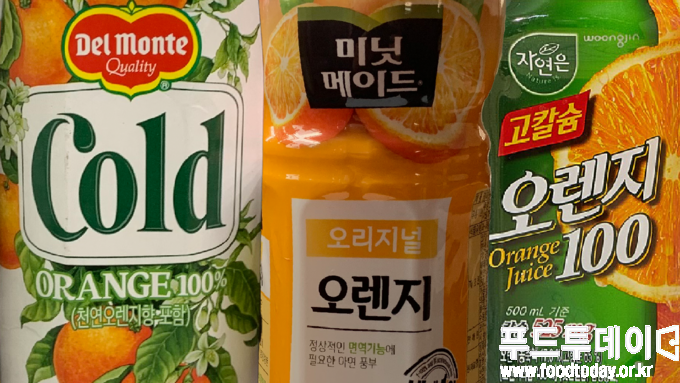 DEL MONTE
Quality
Cold
ORANGE 100%
(천연오렌지향 포함)
미닛
메이드
오리지널
오렌지
정상적인 면역기능에
필요한 아연 풍부
woongjin
자연은
고칼슘
오렌지
100
Orange
Juice
500 mL 기준
푸드투데이
www.foodtoday.or.kr